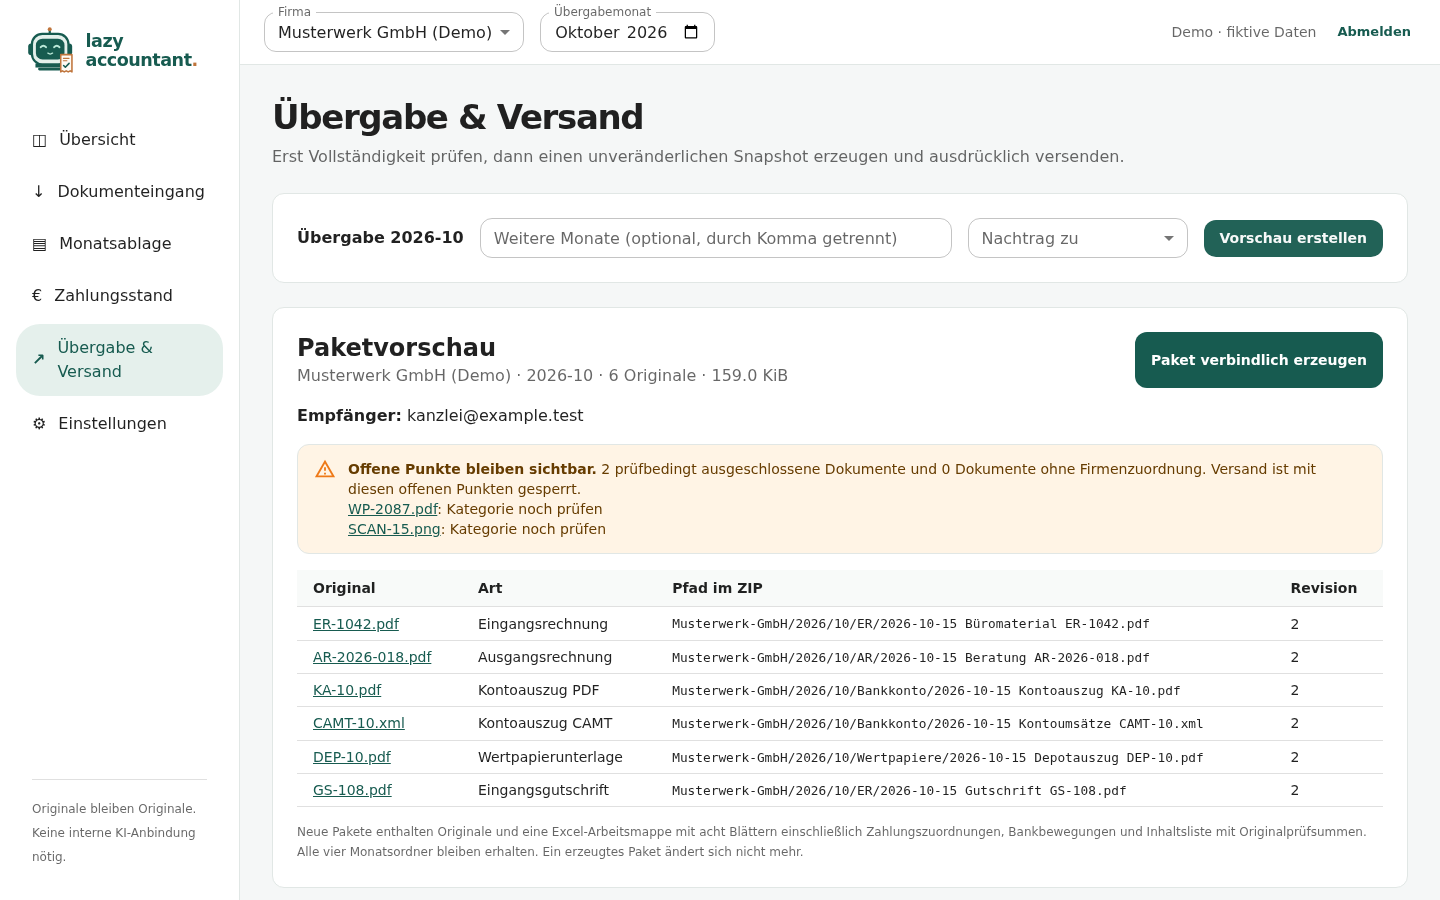 lazy
accountant.
Übersicht
Dokumenteingang
Monatsablage
€ Zahlungsstand
Übergabe &
Versand
Einstellungen
Originale bleiben Originale.
Keine interne KI-Anbindung
nötig.
Firma
Musterwerk GmbH (Demo)
Übergabemonat
Oktober 2026
Demo · fiktive Daten
Abmelden
Übergabe & Versand
Erst Vollständigkeit prüfen, dann einen unveränderlichen Snapshot erzeugen und ausdrücklich versenden.
Übergabe 2026-10
Weitere Monate (optional, durch Komma getrennt)
Nachtrag zu
Vorschau erstellen
Paketvorschau
Musterwerk GmbH (Demo) · 2026-10 · 6 Originale · 159.0 KiB
Paket verbindlich erzeugen
Empfänger: kanzlei@example.test
Offene Punkte bleiben sichtbar. 2 prüfbedingt ausgeschlossene Dokumente und 0 Dokumente ohne Firmenzuordnung. Versand ist mit
diesen offenen Punkten gesperrt.
WP-2087.pdf: Kategorie noch prüfen
SCAN-15.png: Kategorie noch prüfen
Original Art Pfad im ZIP Revision
ER-1042.pdf Eingangsrechnung Musterwerk-GmbH/2026/10/ER/2026-10-15 Büromaterial ER-1042.pdf 2
AR-2026-018.pdf Ausgangsrechnung Musterwerk-GmbH/2026/10/AR/2026-10-15 Beratung AR-2026-018.pdf 2
KA-10.pdf Kontoauszug PDF Musterwerk-GmbH/2026/10/Bankkonto/2026-10-15 Kontoauszug KA-10.pdf 2
CAMT-10.xml Kontoauszug CAMT Musterwerk-GmbH/2026/10/Bankkonto/2026-10-15 Kontoumsätze CAMT-10.xml 2
DEP-10.pdf Wertpapierunterlage Musterwerk-GmbH/2026/10/Wertpapiere/2026-10-15 Depotauszug DEP-10.pdf 2
GS-108.pdf Eingangsgutschrift Musterwerk-GmbH/2026/10/ER/2026-10-15 Gutschrift GS-108.pdf 2
Neue Pakete enthalten Originale und eine Excel-Arbeitsmappe mit acht Blättern einschließlich Zahlungszuordnungen, Bankbewegungen und Inhaltsliste mit Originalprüfsummen.
Alle vier Monatsordner bleiben erhalten. Ein erzeugtes Paket ändert sich nicht mehr.